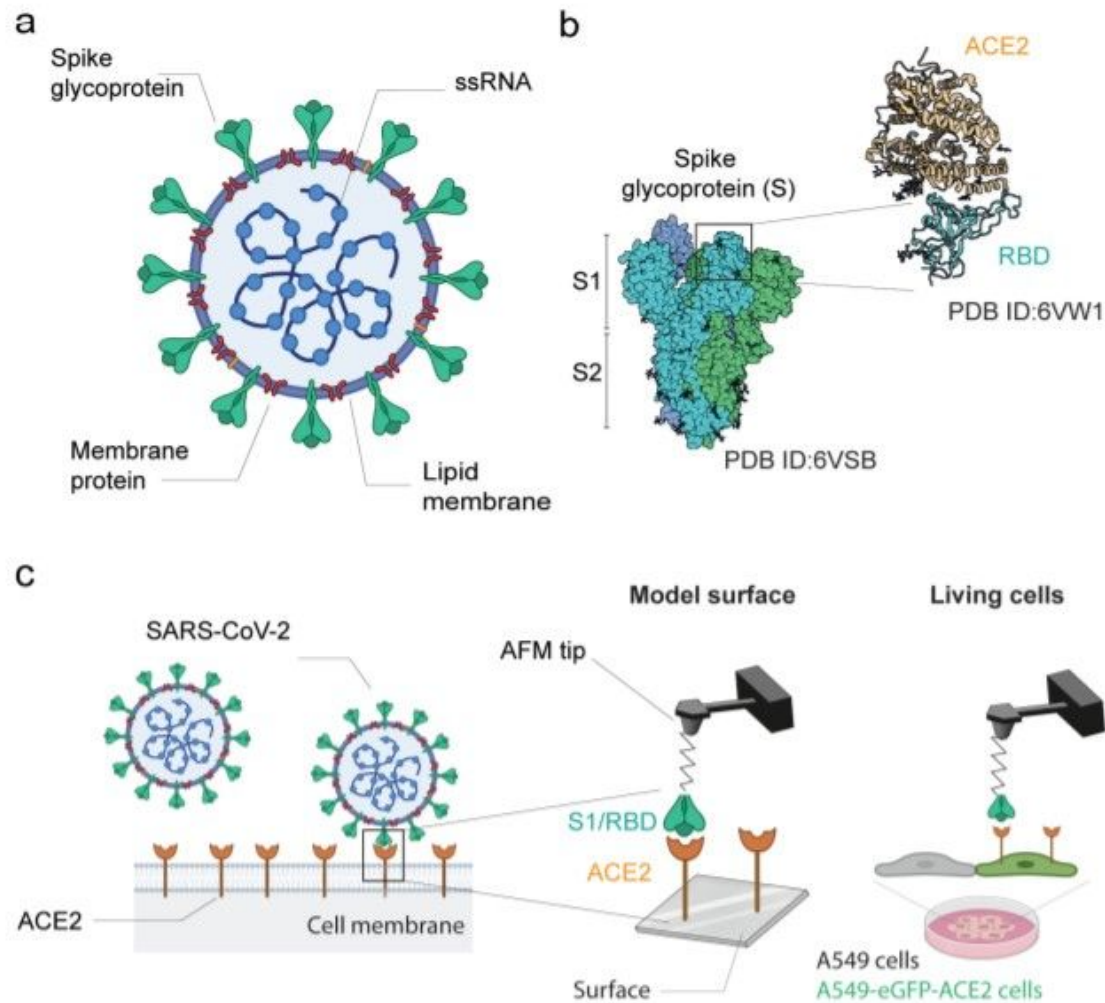 a
Spike
glycoprotein
ssRNA
Membrane
protein
Lipid
membrane
b
ACE2
Spike
glycoprotein (S)
S1
RBD
PDB ID:6VW1
S2
PDB ID:6VSB
c
Model surface
Living cells
SARS-CoV-2
AFM tip
S1/RBD
ACE2
ACE2
Cell membrane
Surface
A549 cells
A549-eGFP-ACE2 cells